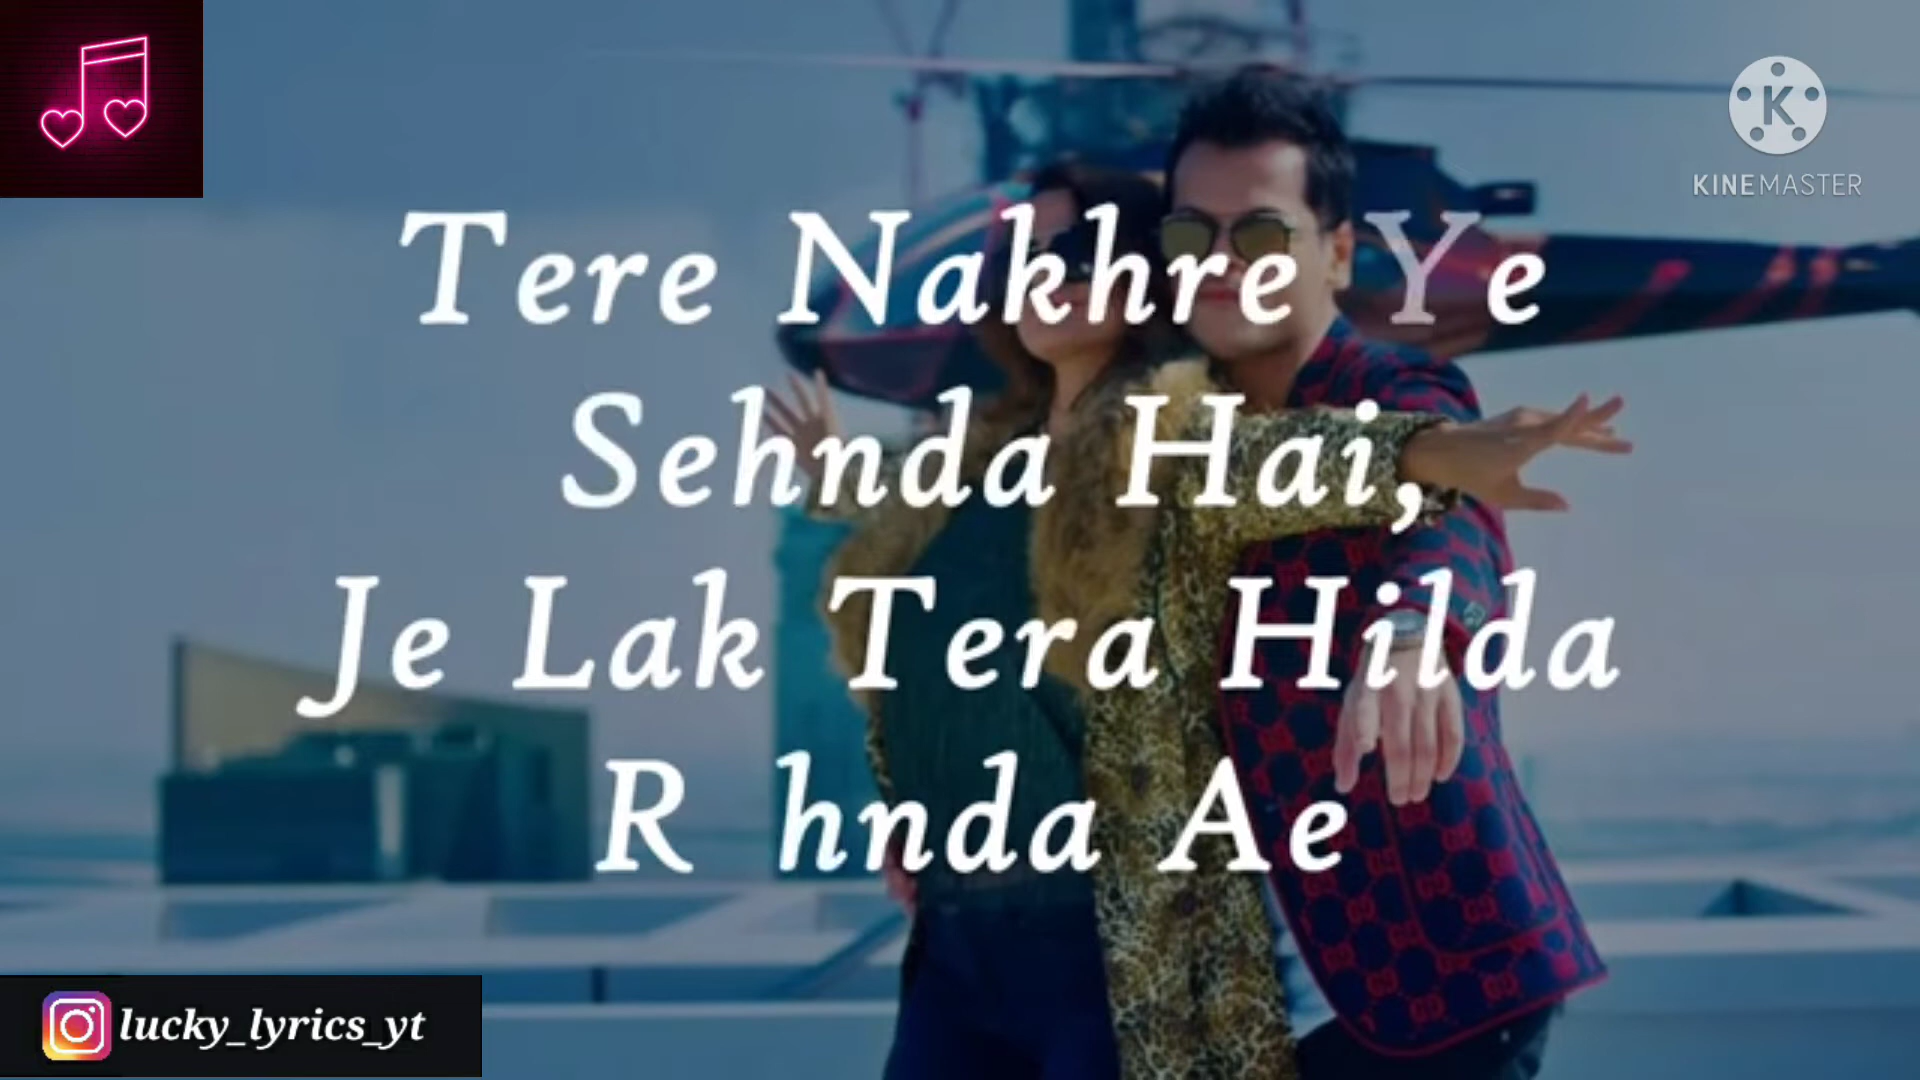 KINEMASTER
Tere Nakhre Ye
Sehnda Hai,
Je Lak Tera Hilda
R hnda Ae
lucky_lyrics_yt